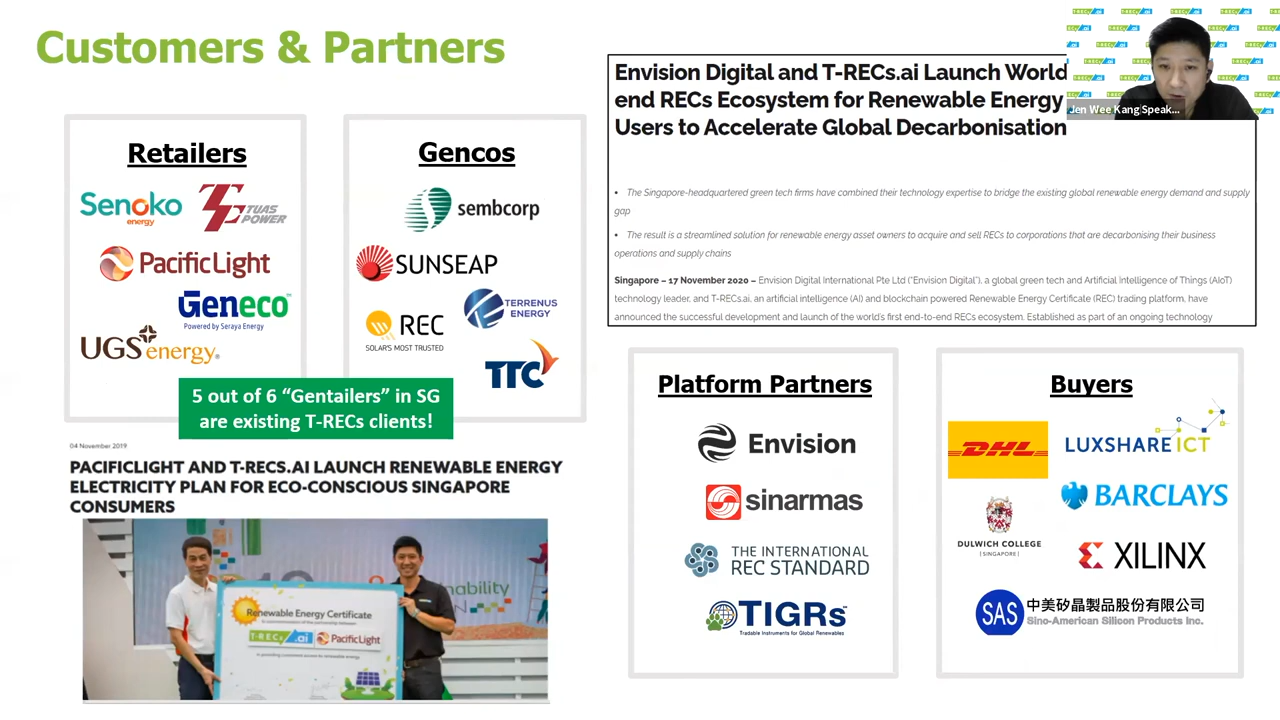 Customers & Partners
Retailers
Senoko
energy
TUAS
POWER
PacificLight
Geneco™
Powered by Seraya Energy
UGS energy.®
Gencos
sembcorp
SUNSEAP
TERRENUS
ENERGY
REC
SOLAR'S MOST TRUSTED
TTC
5 out of 6 “Gentailers” in SG
are existing T-RECs clients!
04 November 2019
PACIFICLIGHT AND T-RECS.AI LAUNCH RENEWABLE ENERGY
ELECTRICITY PLAN FOR ECO-CONSCIOUS SINGAPORE
CONSUMERS
Renewable Energy Certificate
T-RECs.ai PacificLight
Envision Digital and T-RECs.ai Launch World
end RECs Ecosystem for Renewable Energy
Users to Accelerate Global Decarbonisation
• The Singapore-headquartered green tech firms have combined their technology expertise to bridge the existing global renewable energy demand and supply
gap
• The result is a streamlined solution for renewable energy asset owners to acquire and sell RECs to corporations that are decarbonising their business
operations and supply chains
Singapore – 17 November 2020 – Envision Digital International Pte Ltd (“Envision Digital”), a global green tech and Artificial Intelligence of Things (AIoT)
technology leader, and T-RECs.ai, an artificial intelligence (AI) and blockchain powered Renewable Energy Certificate (REC) trading platform, have
announced the successful development and launch of the world's first end-to-end RECs ecosystem. Established as part of an ongoing technology
Jen Wee Kang Speak...
Platform Partners
Envision
sinarmas
THE INTERNATIONAL
REC STANDARD
TIGRs™
Tradable Instruments for Global Renewables
Buyers
DHL
LUXSHARE ICT
DULWICH COLLEGE
[SINGAPORE]
BARCLAYS
XILINX
SAS
中美矽晶製品股份有限公司
Sino-American Silicon Products Inc.